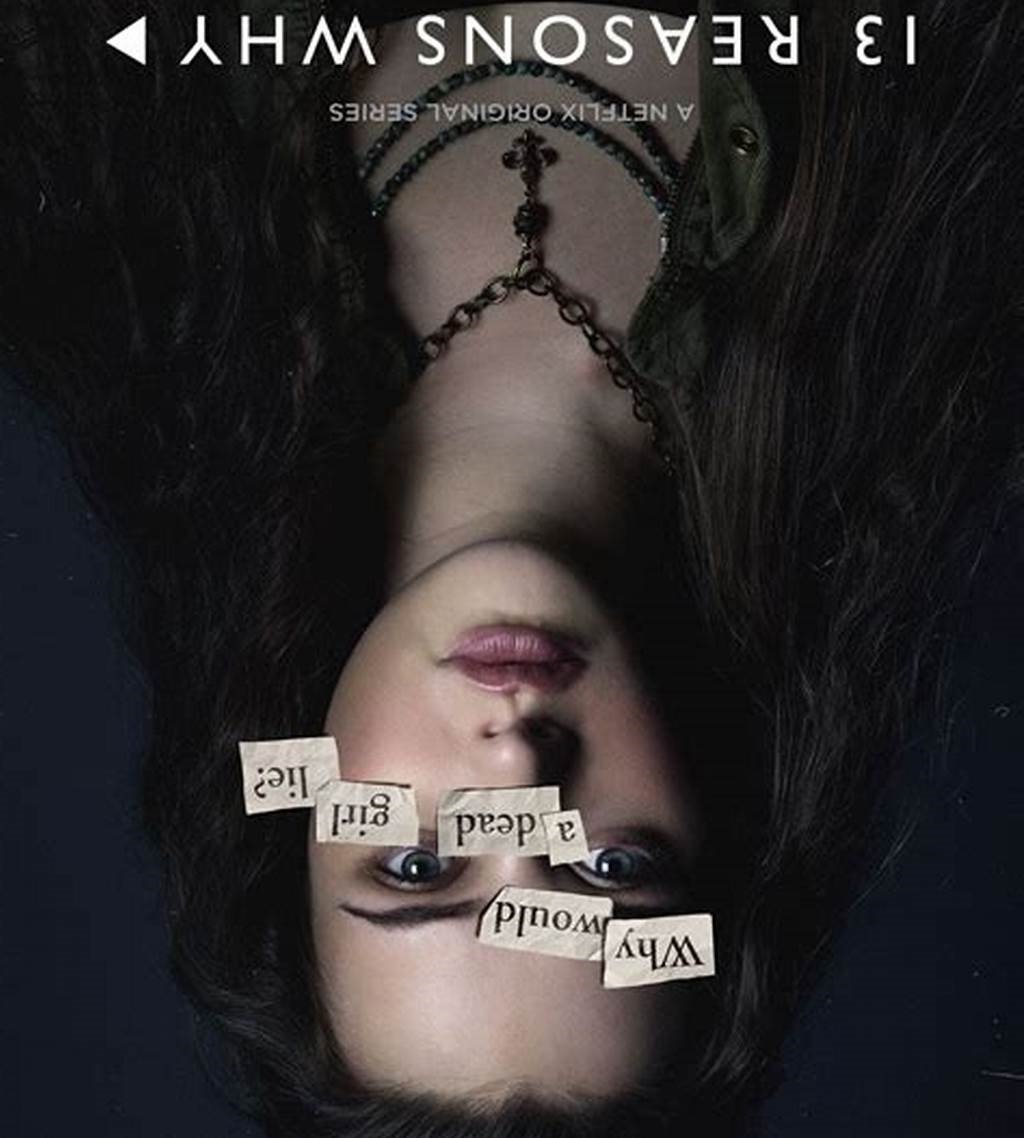 Why would
a dead girl
lie?
A NETFLIX ORIGINAL SERIES
13 REASONS WHY